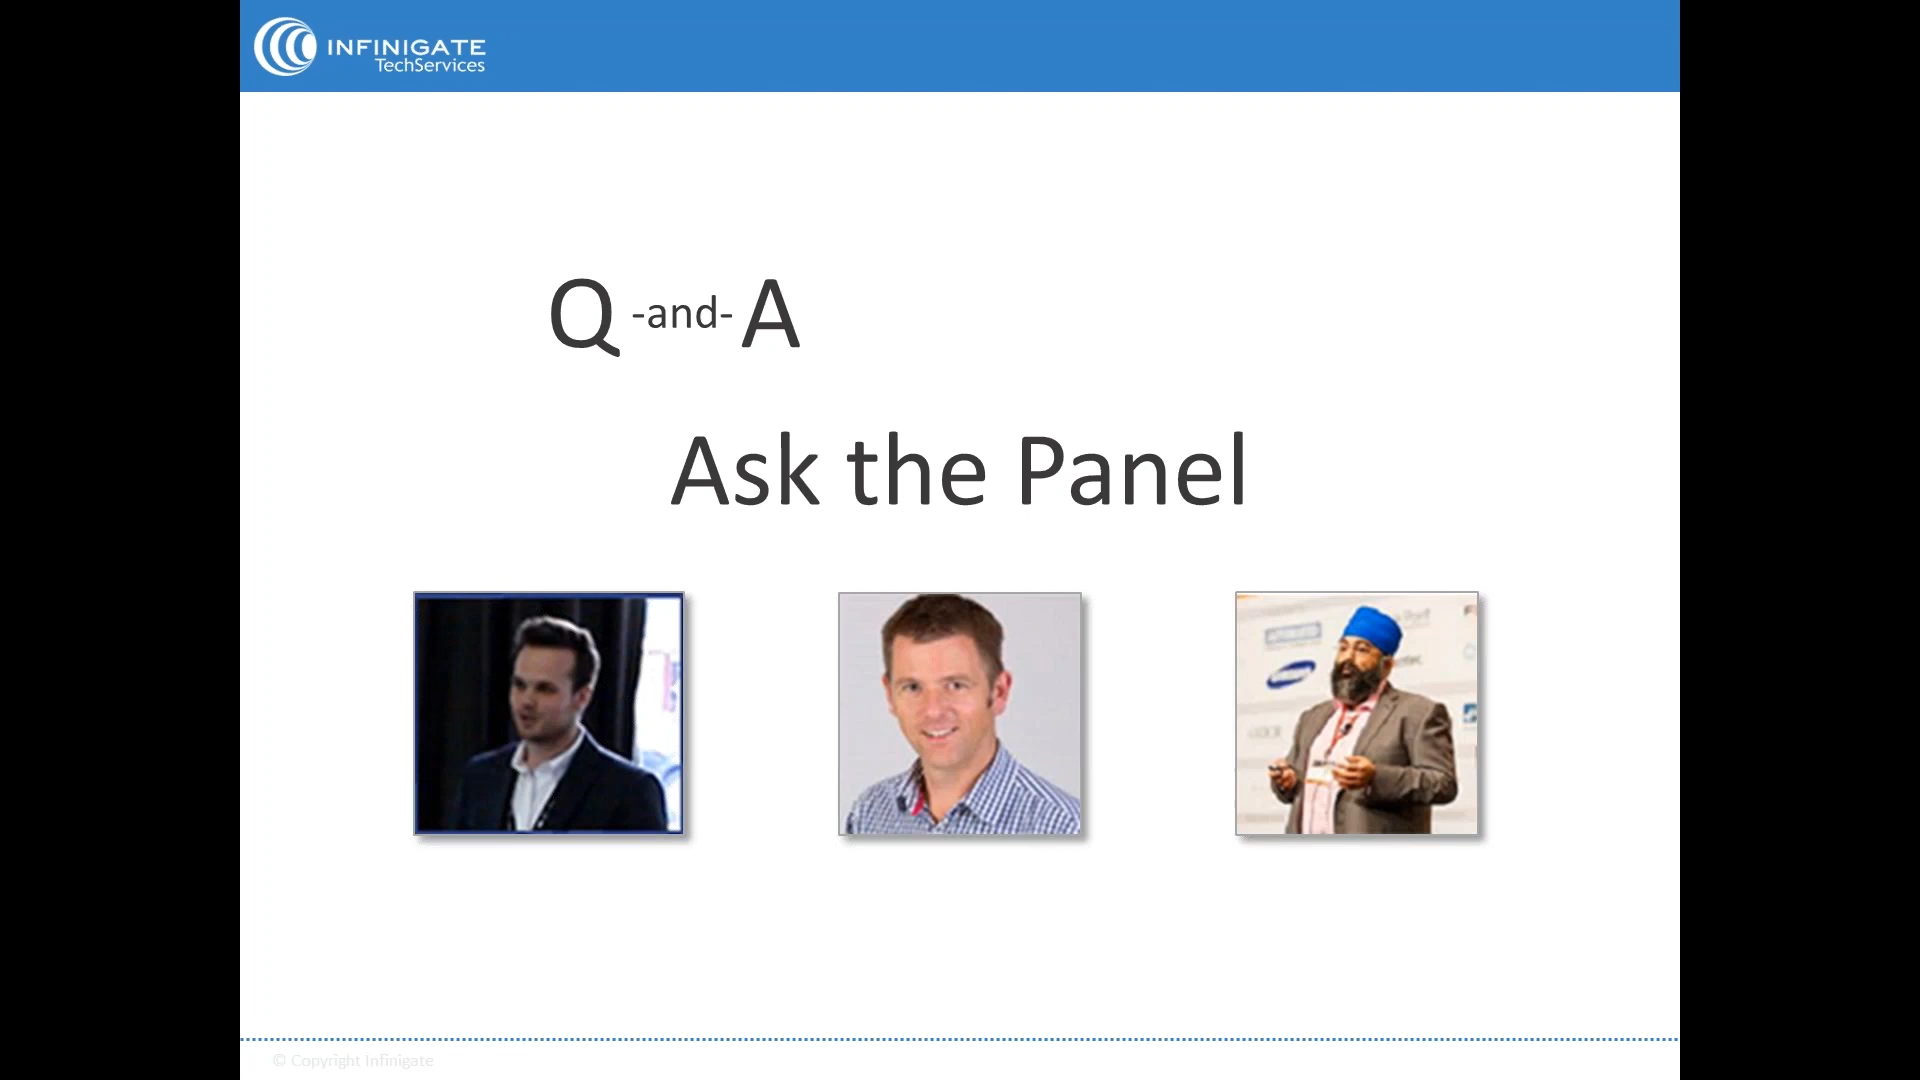 INFINIGATE
TechServices
Q -and- A
Ask the Panel
© Copyright Infinigate